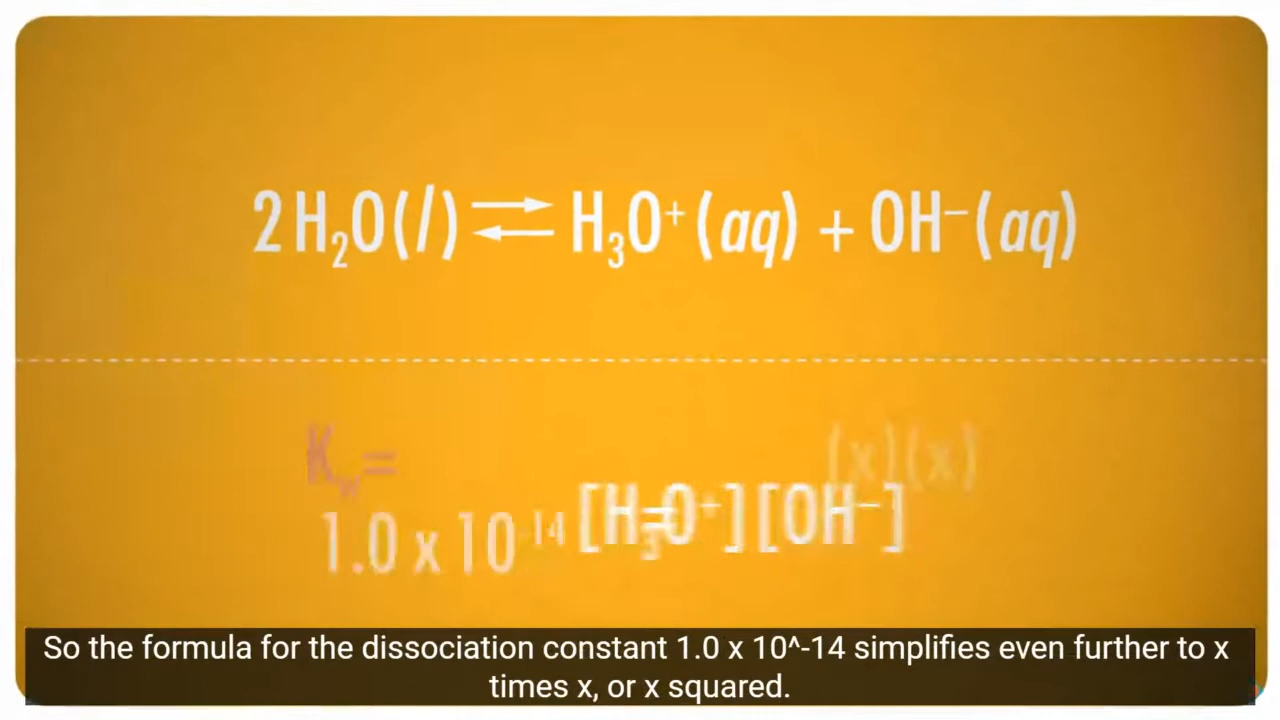 2H₂O(l) ⇌ H₃O⁺(aq) + OH⁻(aq)
K_w =
(x)(x)
1.0 x 10⁻¹⁴ = [H₃O⁺][OH⁻]
So the formula for the dissociation constant 1.0 x 10^-14 simplifies even further to x
times x, or x squared.